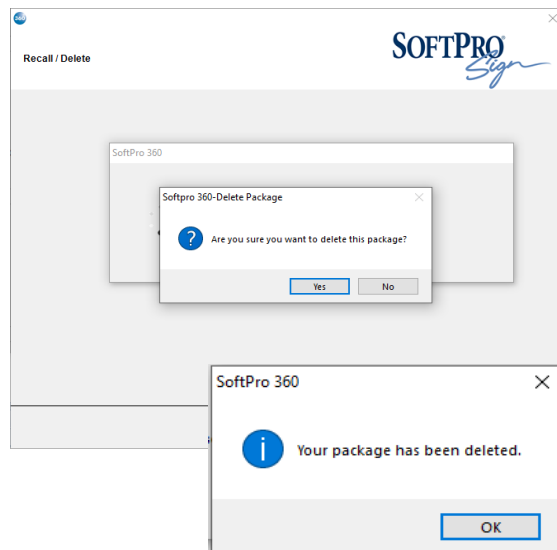 360
Recall / Delete
SOFTPRO
Sign
SoftPro 360
Softpro 360-Delete Package
?
Are you sure you want to delete this package?
Yes No
SoftPro 360
i
Your package has been deleted.
OK